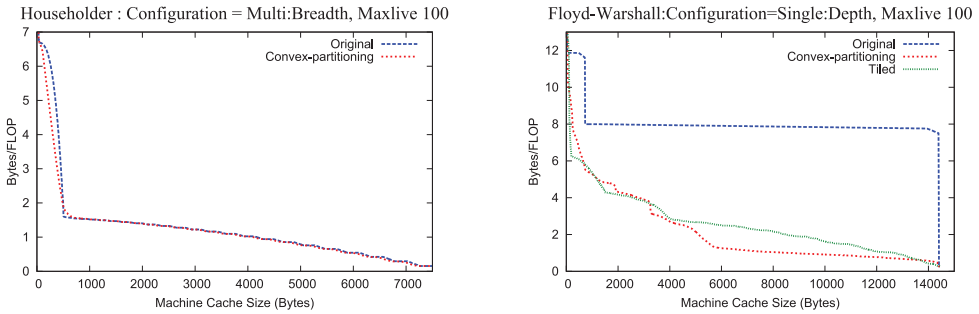 Householder : Configuration = Multi:Breadth, Maxlive 100
7
6
5
4
3
2
1
0
Bytes/FLOP
Original
Convex-partitioning
0 1000 2000 3000 4000 5000 6000 7000
Machine Cache Size (Bytes)
Floyd-Warshall:Configuration=Single:Depth, Maxlive 100
12
10
8
6
4
2
0
Bytes/FLOP
Original
Convex-partitioning
Tiled
0 2000 4000 6000 8000 10000 12000 14000
Machine Cache Size (Bytes)